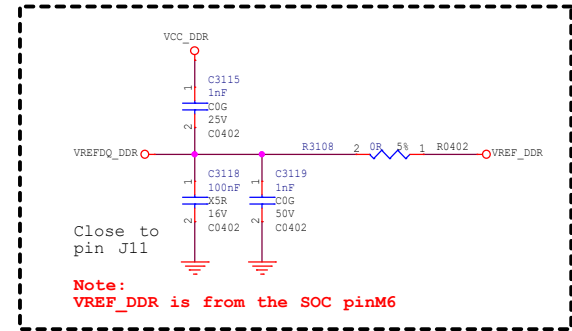 VCC_DDR
1
C3115
1nF
C0G
25V
2
C0402
VREFDQ_DDR
R3108 2 0R 5% 1 R0402
VREF_DDR
1
C3118
100nF
X5R
16V
2
C0402
1
C3119
1nF
C0G
50V
2
C0402
Close to
pin J11
Note:
VREF_DDR is from the SOC pinM6